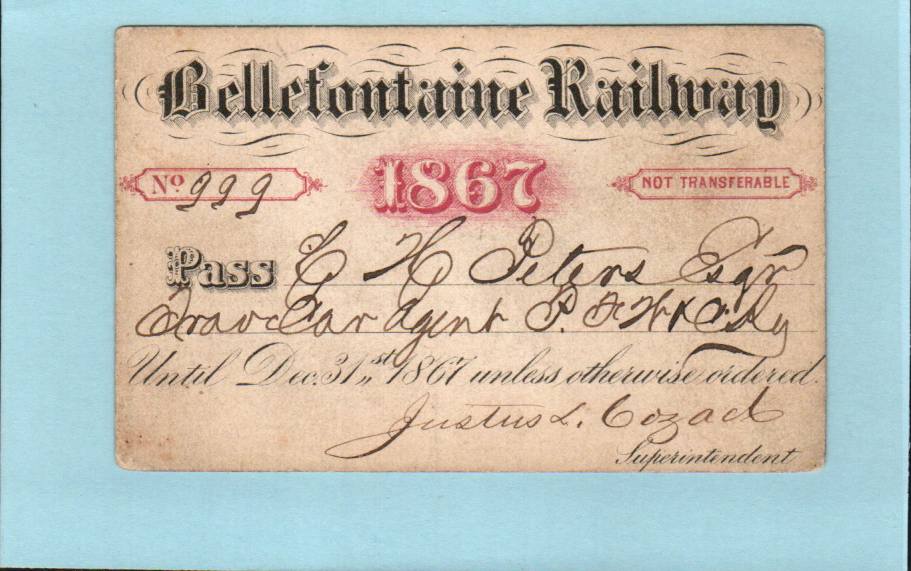 Bellefontaine Railway
No 999 1867 NOT TRANSFERABLE
Pass E H Peters Esqr
Trav Car Agent P. F W & C Ry
Until Dec. 31st 1867 unless otherwise ordered.
Justus L. Cozad
Superintendent